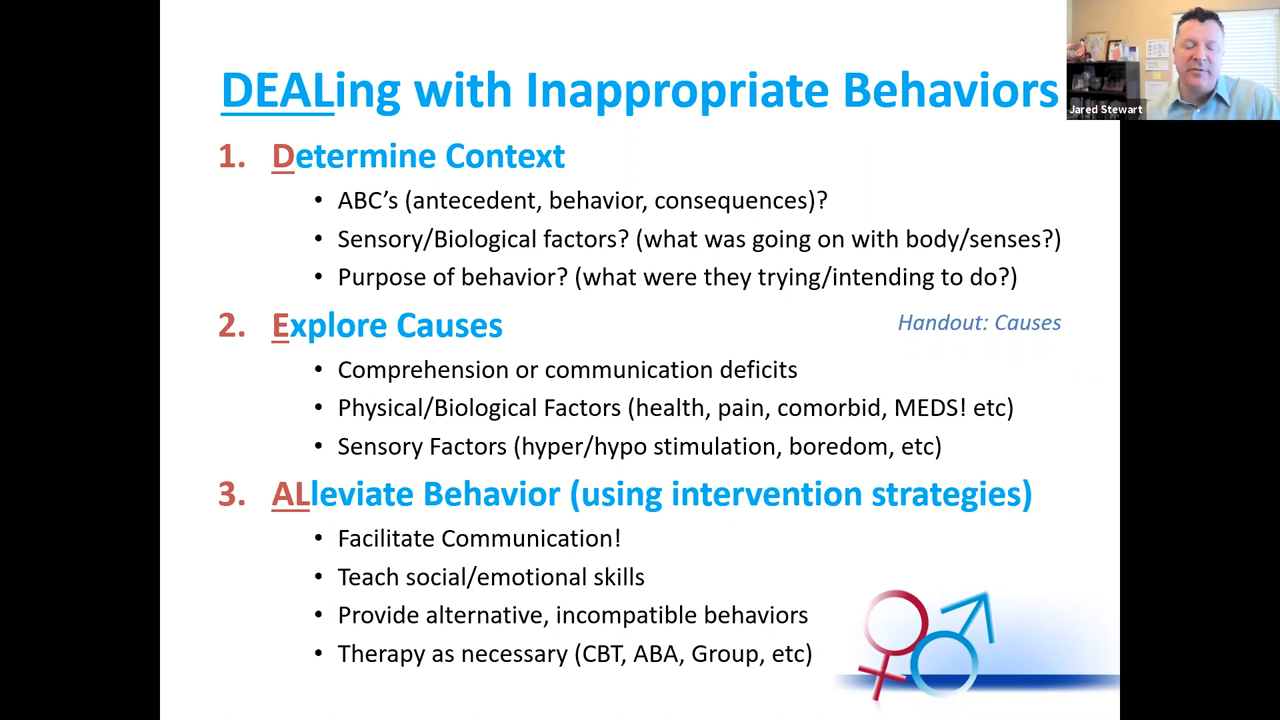 DEALing with Inappropriate Behaviors
Jared Stewart
1. Determine Context
• ABC’s (antecedent, behavior, consequences)?
• Sensory/Biological factors? (what was going on with body/senses?)
• Purpose of behavior? (what were they trying/intending to do?)
2. Explore Causes
Handout: Causes
• Comprehension or communication deficits
• Physical/Biological Factors (health, pain, comorbid, MEDS! etc)
• Sensory Factors (hyper/hypo stimulation, boredom, etc)
3. ALleviate Behavior (using intervention strategies)
• Facilitate Communication!
• Teach social/emotional skills
• Provide alternative, incompatible behaviors
• Therapy as necessary (CBT, ABA, Group, etc)